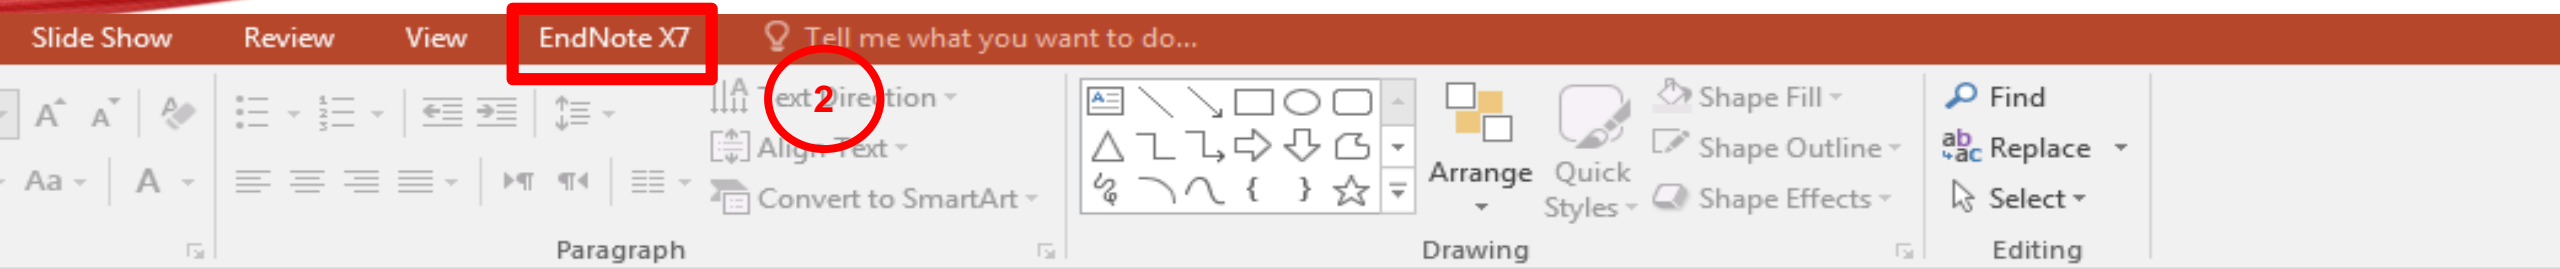 Slide Show Review View EndNote X7 Tell me what you want to do...
2
Text Direction
Align Text
Convert to SmartArt
Aa A
Paragraph
Arrange
Quick Styles
Shape Fill
Shape Outline
Shape Effects
Drawing
Find
Replace
Select
Editing